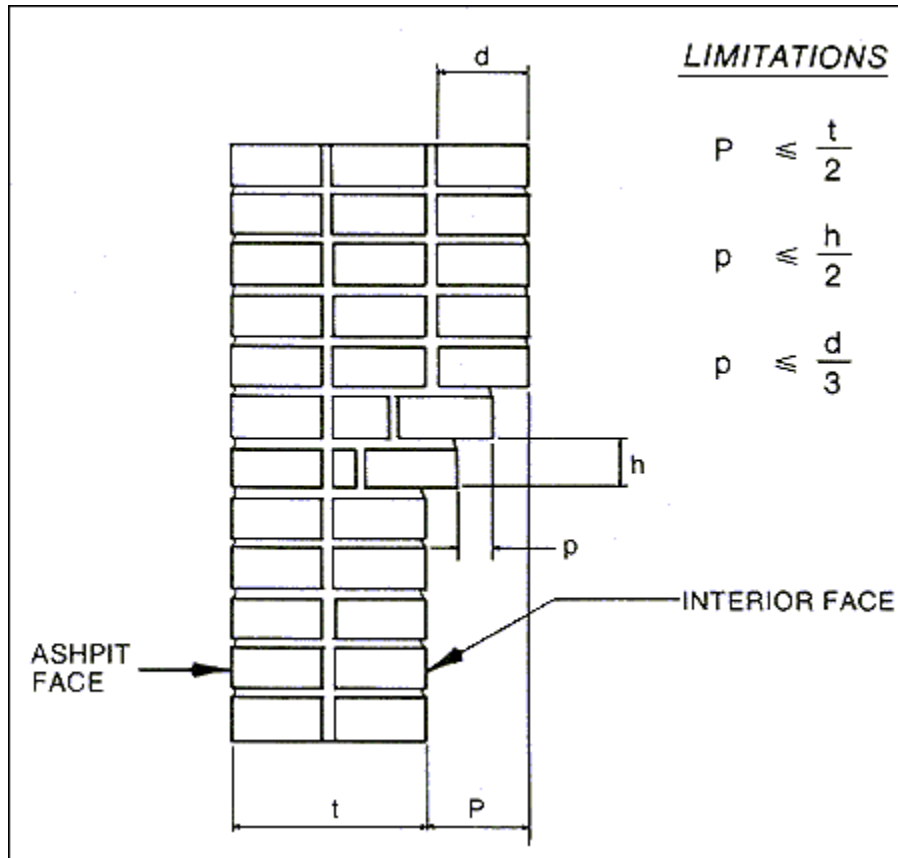 d
LIMITATIONS
P ≤ t/2
p ≤ h/2
p ≤ d/3
h
p
INTERIOR FACE
ASHPIT
FACE
t
P